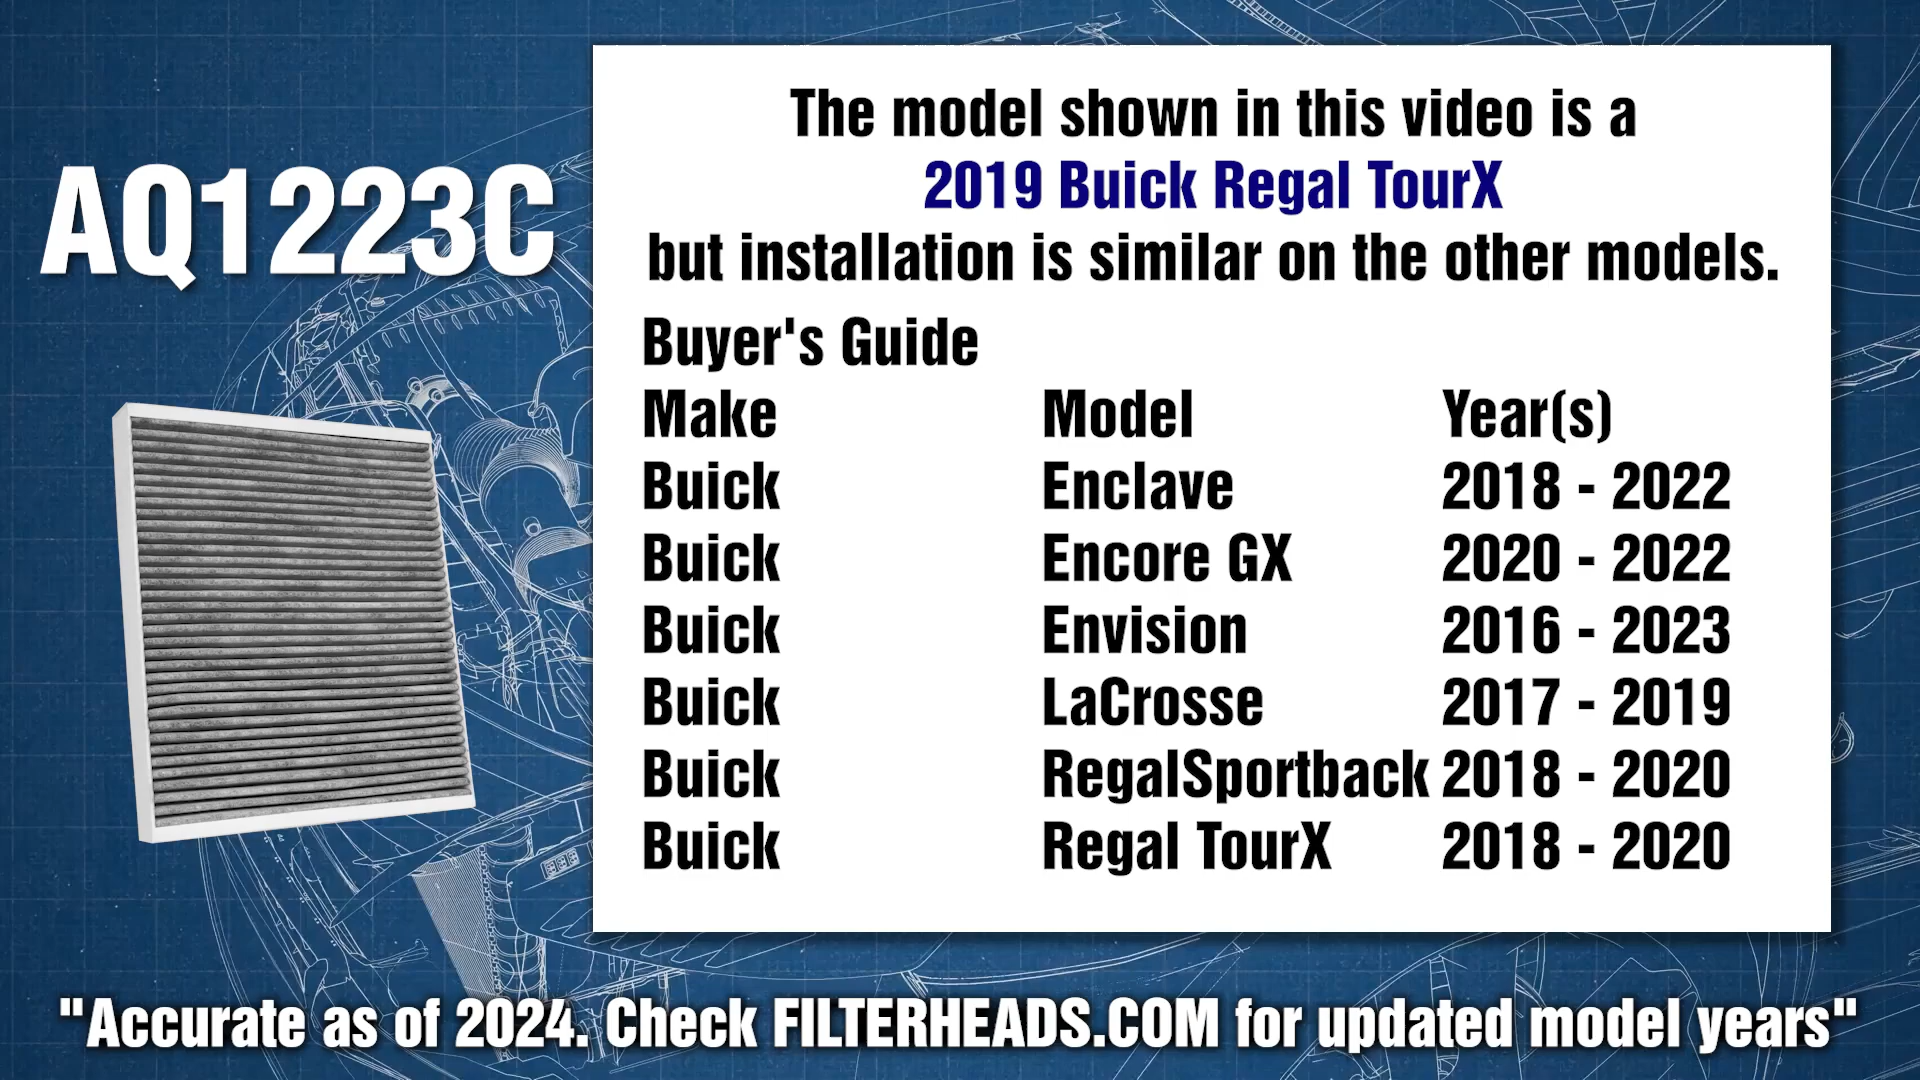 AQ1223C
The model shown in this video is a
2019 Buick Regal TourX
but installation is similar on the other models.
Buyer's Guide
Make Model Year(s)
Buick Enclave 2018 - 2022
Buick Encore GX 2020 - 2022
Buick Envision 2016 - 2023
Buick LaCrosse 2017 - 2019
Buick RegalSportback 2018 - 2020
Buick Regal TourX 2018 - 2020
"Accurate as of 2024. Check FILTERHEADS.COM for updated model years"